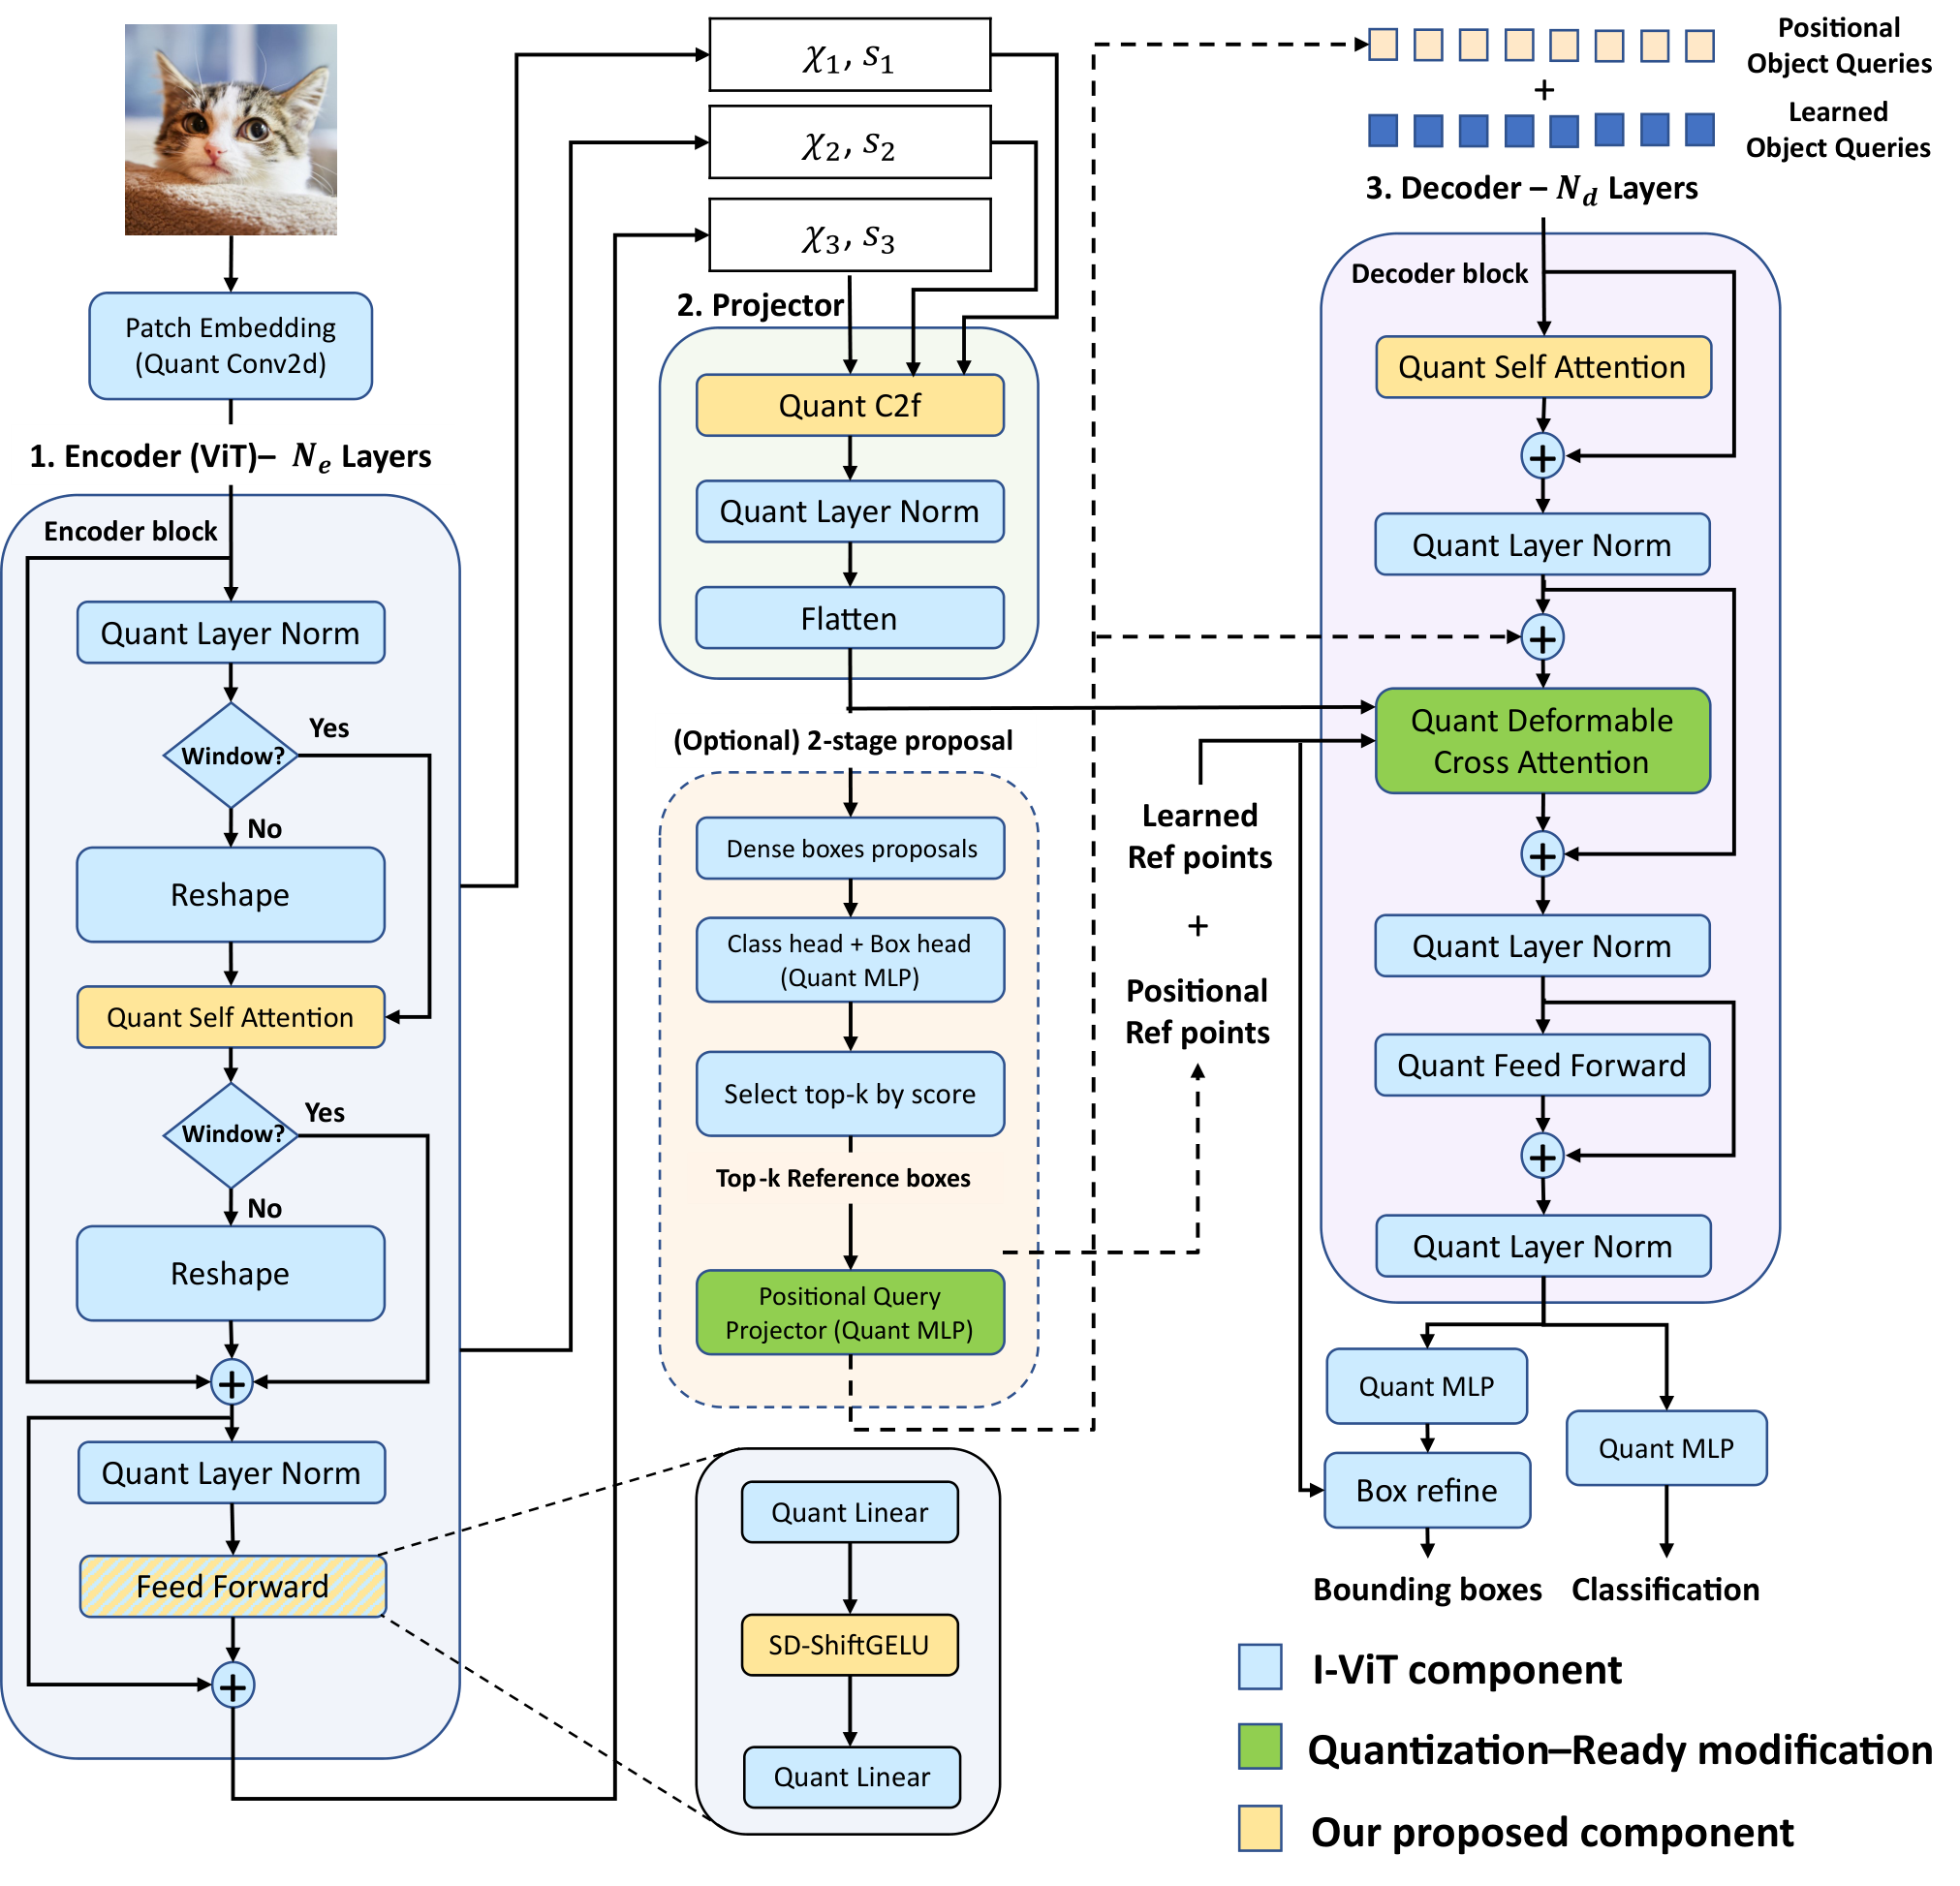 Patch Embedding
(Quant Conv2d)
1. Encoder (ViT)– Nₑ Layers
Encoder block
Quant Layer Norm
Window?
Yes
No
Reshape
Quant Self Attention
Window?
Yes
No
Reshape
+
Quant Layer Norm
Feed Forward
+
χ₁, s₁
χ₂, s₂
χ₃, s₃
2. Projector
Quant C2f
Quant Layer Norm
Flatten
(Optional) 2-stage proposal
Dense boxes proposals
Class head + Box head
(Quant MLP)
Select top-k by score
Top-k Reference boxes
Positional Query
Projector (Quant MLP)
Quant Linear
SD-ShiftGELU
Quant Linear
Learned
Ref points
+
Positional
Ref points
Positional
Object Queries
+
Learned
Object Queries
3. Decoder – N_d Layers
Decoder block
Quant Self Attention
+
Quant Layer Norm
+
Quant Deformable
Cross Attention
+
Quant Layer Norm
Quant Feed Forward
+
Quant Layer Norm
Quant MLP
Box refine
Bounding boxes
Quant MLP
Classification
I-ViT component
Quantization–Ready modification
Our proposed component